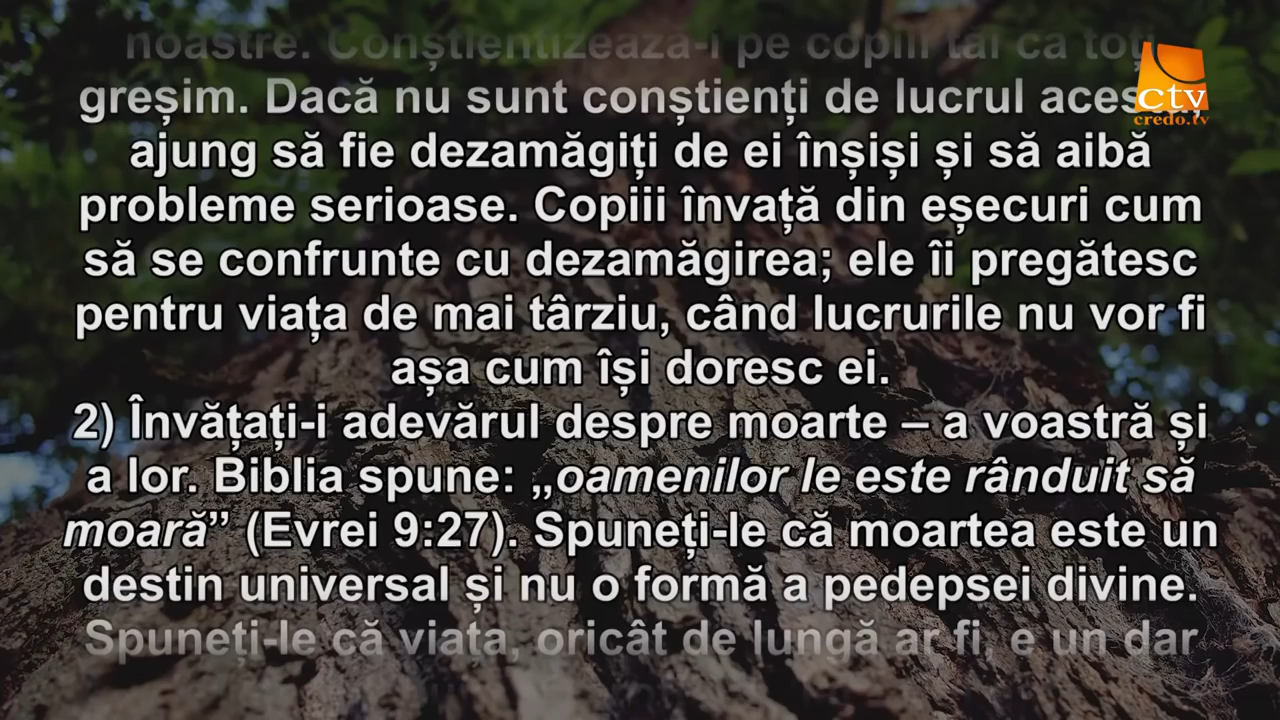 noastre. Conștientizează-i pe copiii tăi că toți
greșim. Dacă nu sunt conștienți de lucrul acesta,
ajung să fie dezamăgiți de ei înșiși și să aibă
probleme serioase. Copiii învață din eșecuri cum
să se confrunte cu dezamăgirea; ele îi pregătesc
pentru viața de mai târziu, când lucrurile nu vor fi
așa cum își doresc ei.
2) Învățați-i adevărul despre moarte – a voastră și
a lor. Biblia spune: ,,oamenilor le este rânduit să
moară” (Evrei 9:27). Spuneți-le că moartea este un
destin universal și nu o formă a pedepsei divine.
Spuneți-le că viața, oricât de lungă ar fi, e un dar
ctv
credo.tv